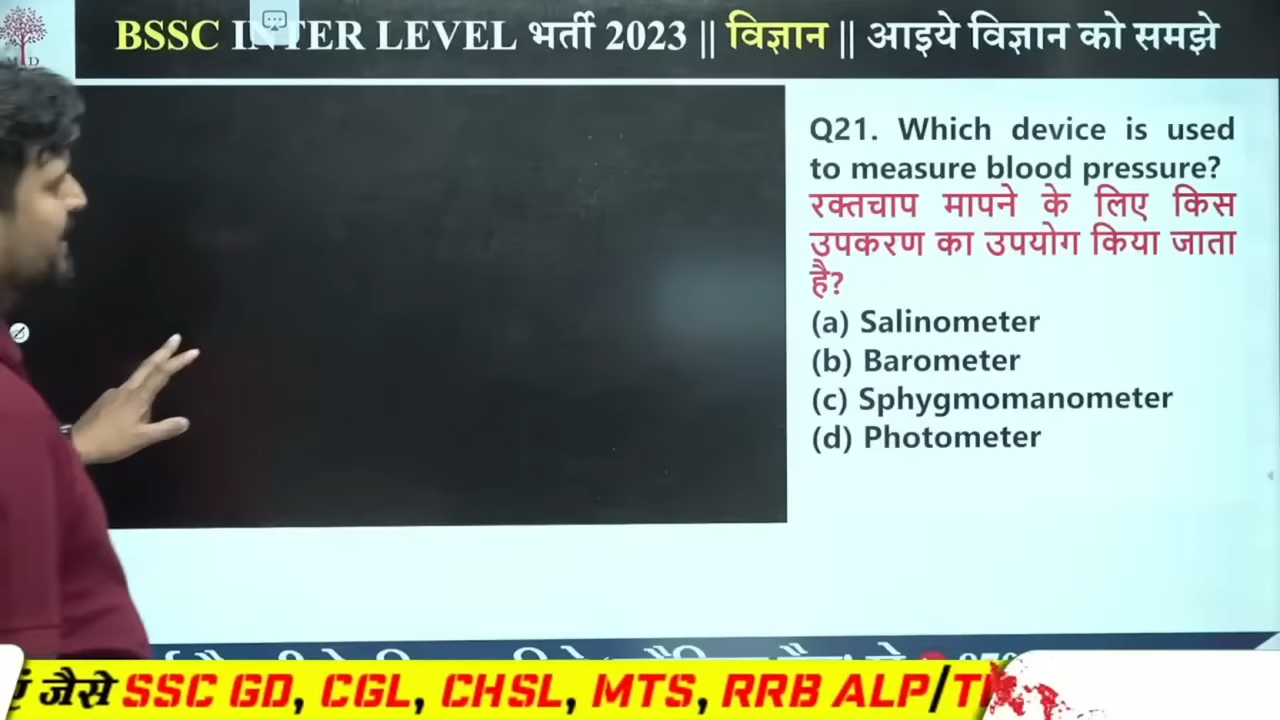 BSSC INTER LEVEL भर्ती 2023 || विज्ञान || आइये विज्ञान को समझे
Q21. Which device is used
to measure blood pressure?
रक्तचाप मापने के लिए किस
उपकरण का उपयोग किया जाता
है?
(a) Salinometer
(b) Barometer
(c) Sphygmomanometer
(d) Photometer
जैसे SSC GD, CGL, CHSL, MTS, RRB ALP/